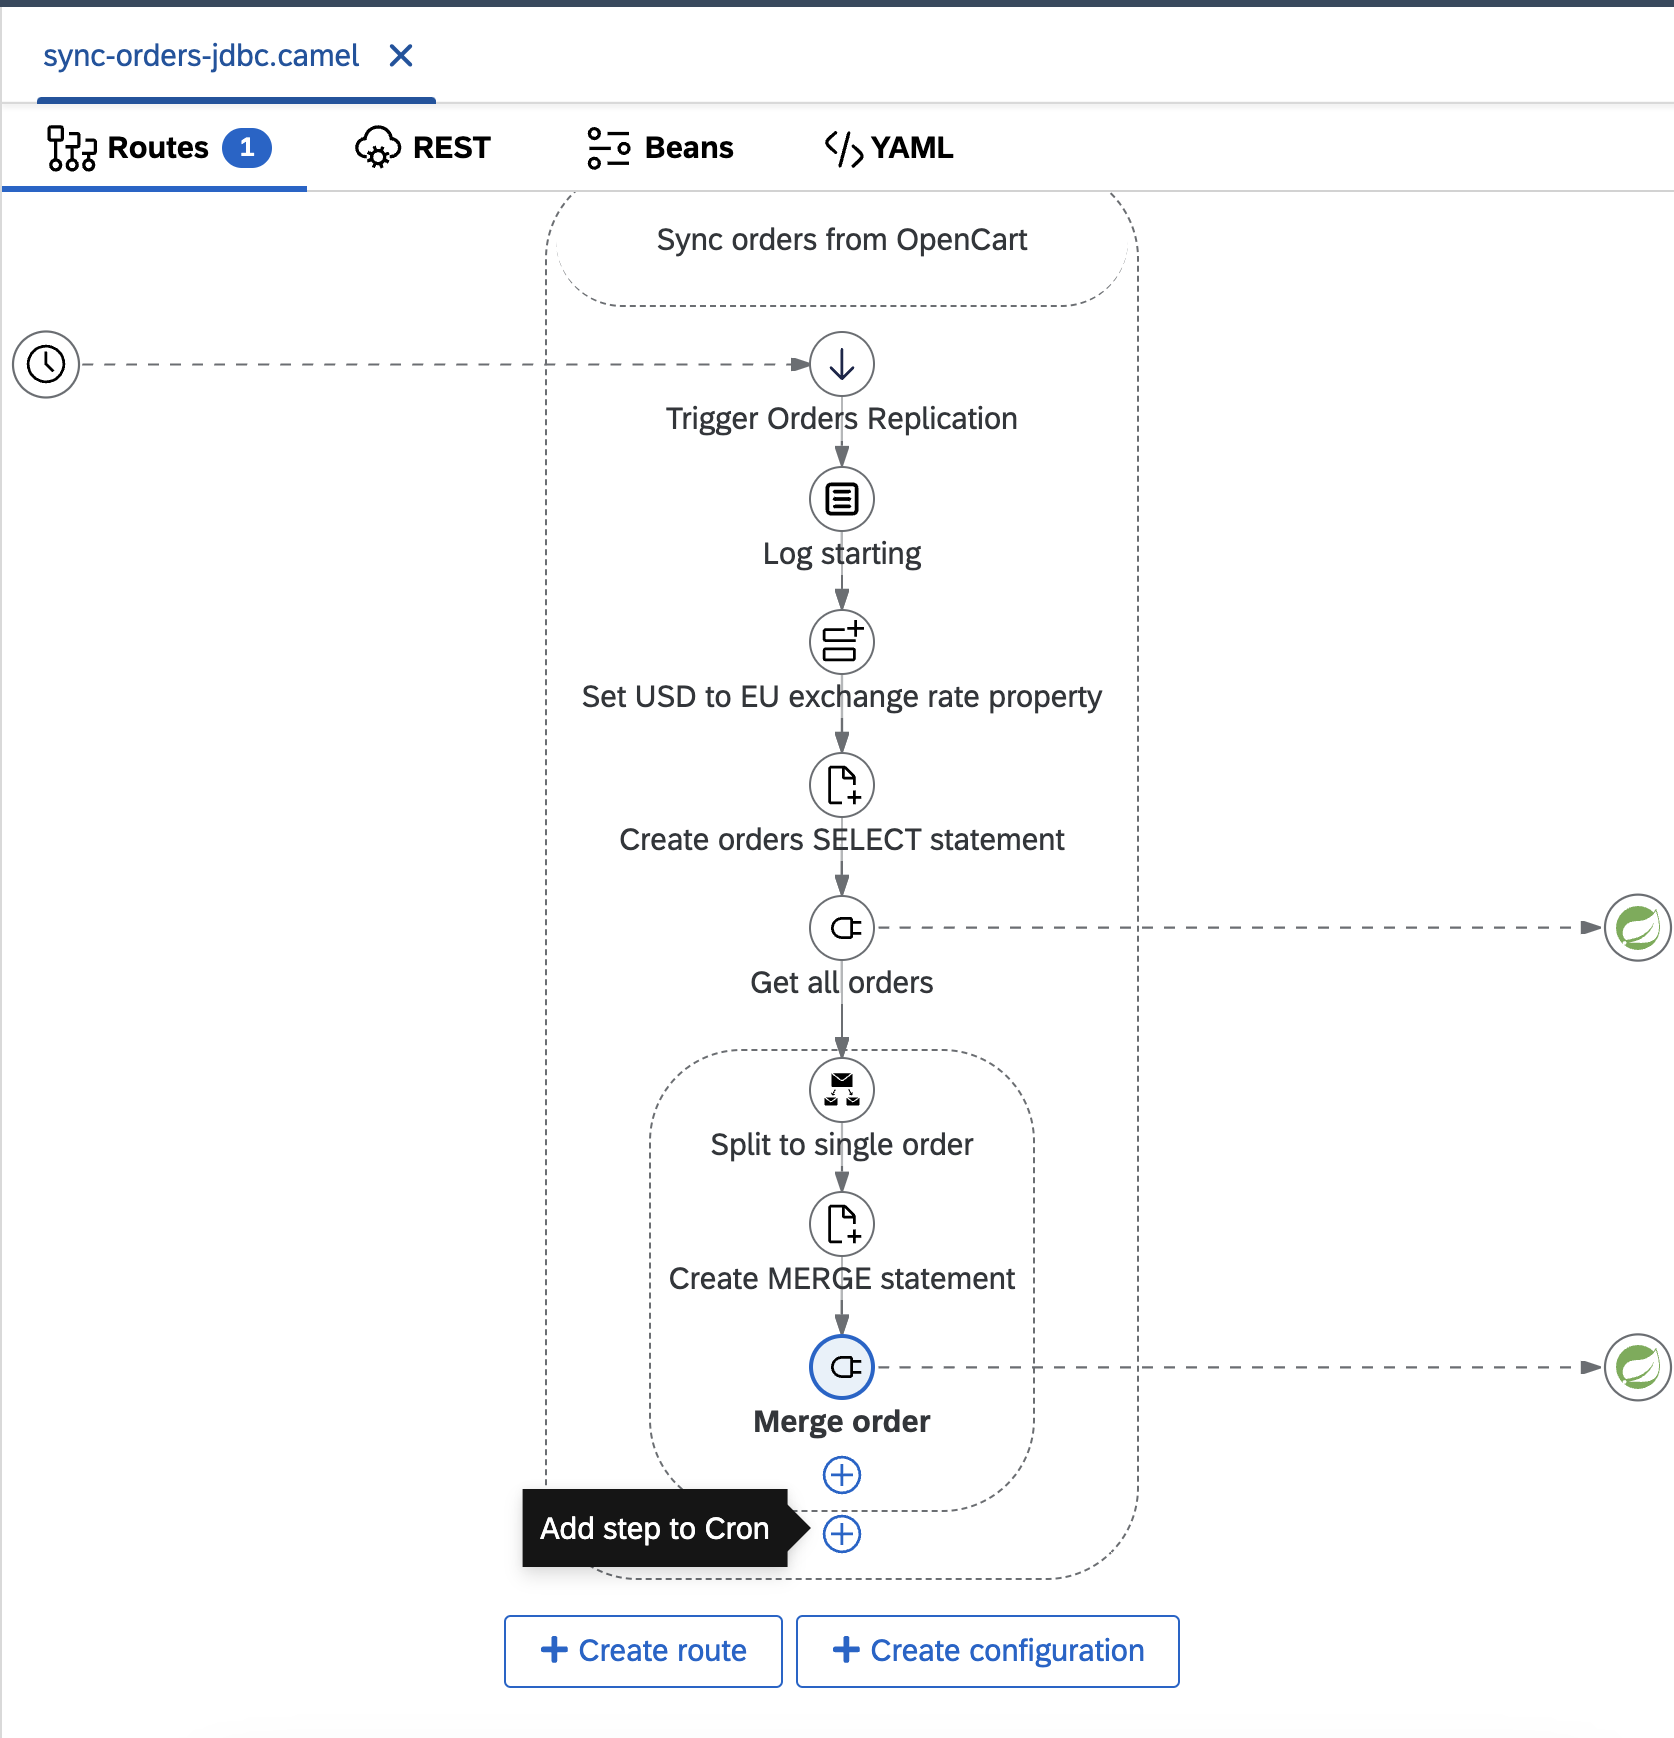 sync-orders-jdbc.camel
Routes 1 REST Beans YAML
Sync orders from OpenCart
Trigger Orders Replication
Log starting
Set USD to EU exchange rate property
Create orders SELECT statement
Get all orders
Split to single order
Create MERGE statement
Merge order
Add step to Cron
Create route Create configuration